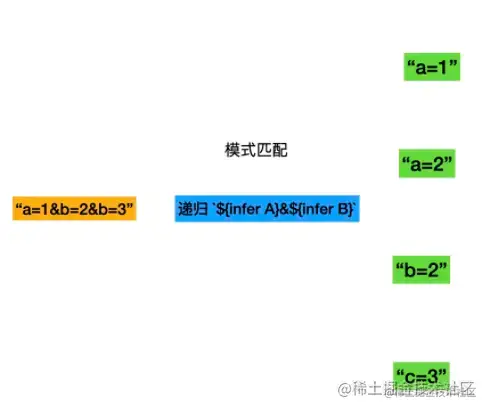 “a=1”
模式匹配
“a=2”
“a=1&b=2&b=3”
递归 `${infer A}&${infer B}`
“b=2”
“c=3”
@稀土掘金技术社区